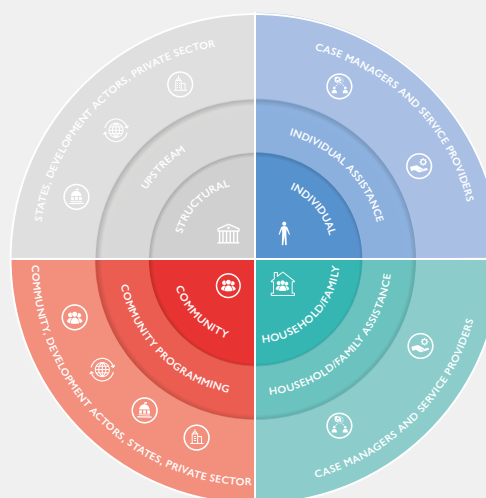 STATES, DEVELOPMENT ACTORS, PRIVATE SECTOR
UPSTREAM
STRUCTURAL
CASE MANAGERS AND SERVICE PROVIDERS
INDIVIDUAL ASSISTANCE
INDIVIDUAL
COMMUNITY
COMMUNITY PROGRAMMING
COMMUNITY, DEVELOPMENT ACTORS, STATES, PRIVATE SECTOR
HOUSEHOLD/FAMILY
HOUSEHOLD/FAMILY ASSISTANCE
CASE MANAGERS AND SERVICE PROVIDERS